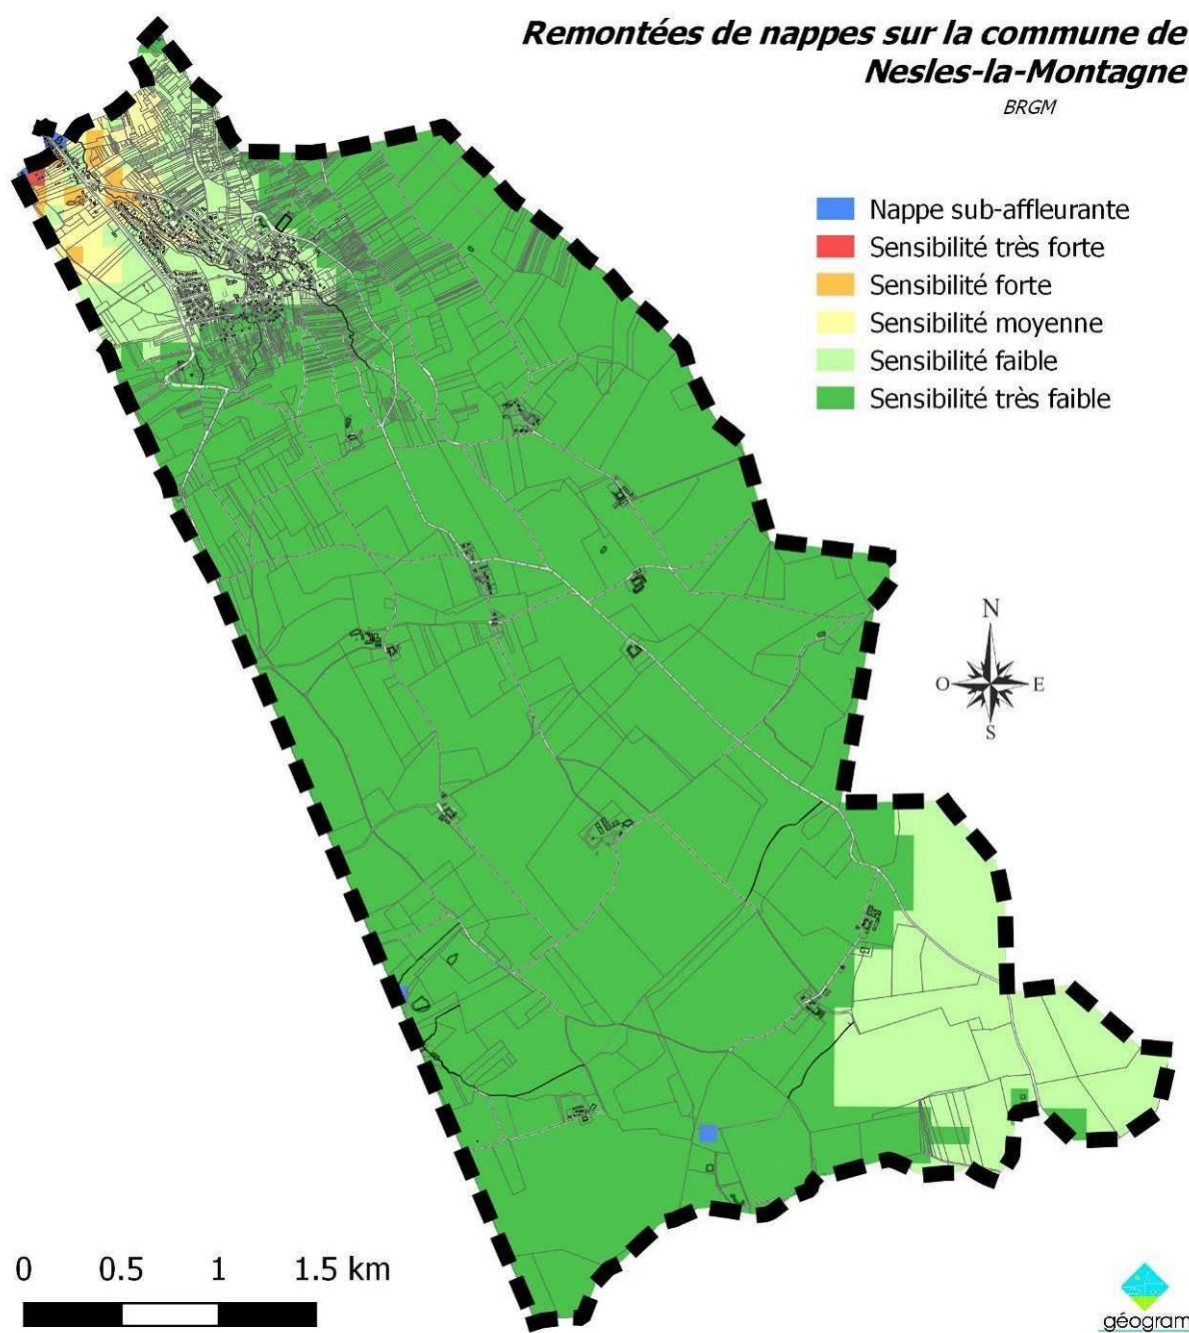 Remontées de nappes sur la commune de
Nesles-la-Montagne
BRGM
Nappe sub-affleurante
Sensibilité très forte
Sensibilité forte
Sensibilité moyenne
Sensibilité faible
Sensibilité très faible
N
O E
S
0 0.5 1 1.5 km
géogram